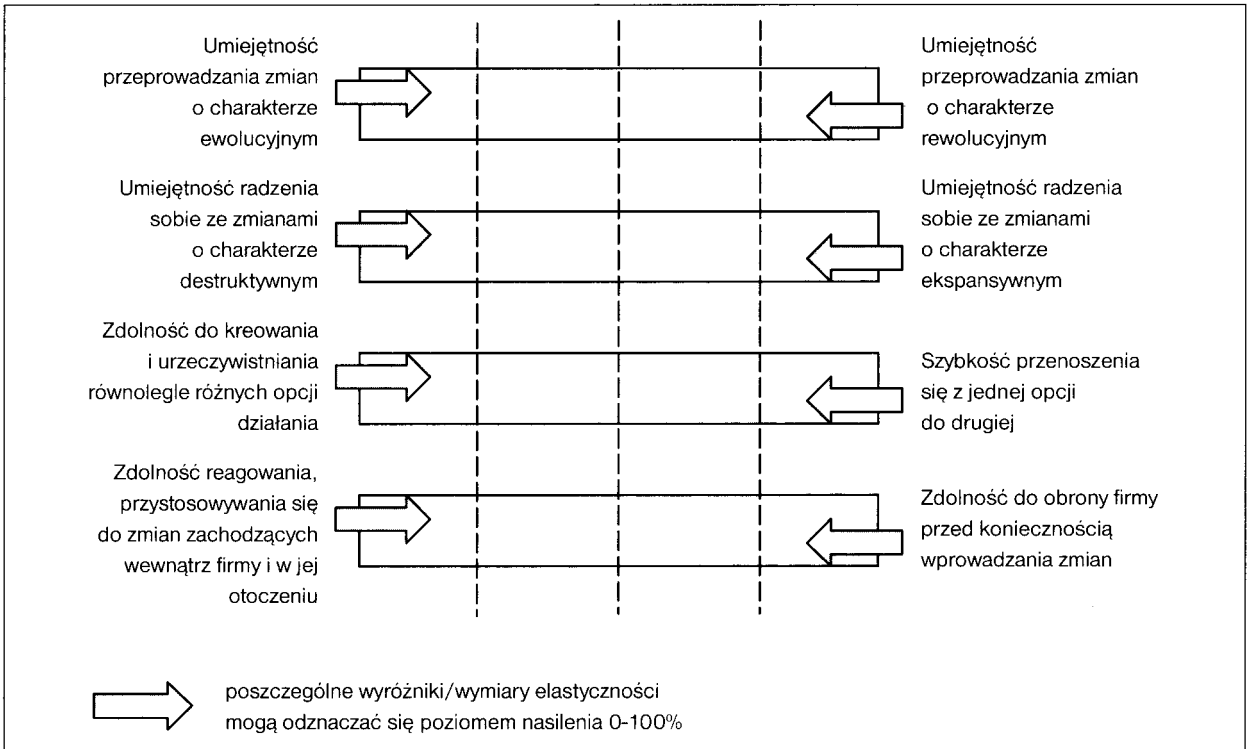 Umiejętność
przeprowadzania zmian
o charakterze
ewolucyjnym
Umiejętność
przeprowadzania zmian
o charakterze
rewolucyjnym
Umiejętność radzenia
sobie ze zmianami
o charakterze
destruktywnym
Umiejętność radzenia
sobie ze zmianami
o charakterze
ekspansywnym
Zdolność do kreowania
i urzeczywistniania
równolegle różnych opcji
działania
Szybkość przenoszenia
się z jednej opcji
do drugiej
Zdolność reagowania,
przystosowywania się
do zmian zachodzących
wewnątrz firmy i w jej
otoczeniu
Zdolność do obrony firmy
przed koniecznością
wprowadzania zmian
poszczególne wyróżniki/wymiary elastyczności
mogą odznaczać się poziomem nasilenia 0-100%